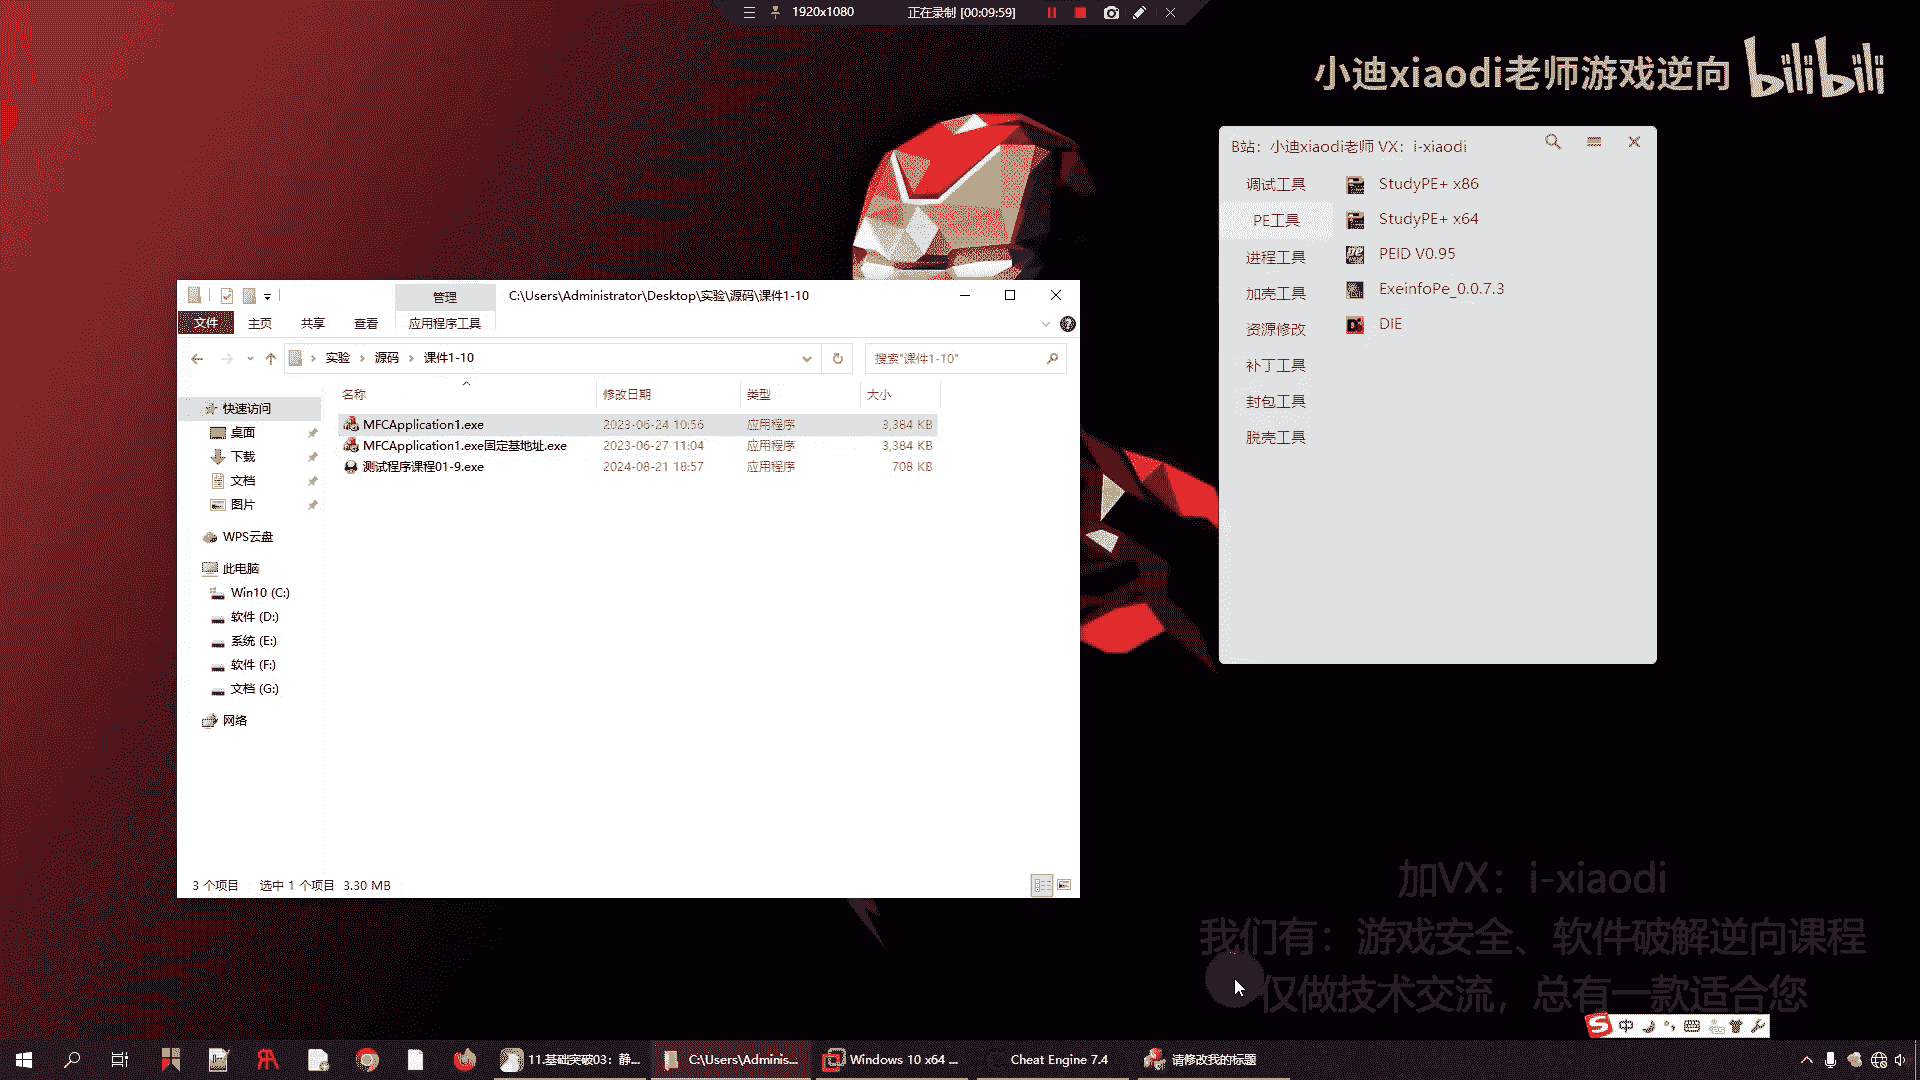 1920x1080 正在录制 [00:09:59]
小迪xiaodi老师游戏逆向 bilibili
B站：小迪xiaodi老师 VX：i-xiaodi
调试工具
PE工具
进程工具
加壳工具
资源修改
补丁工具
封包工具
脱壳工具
StudyPE+ x86
StudyPE+ x64
PEID V0.95
ExeinfoPe_0.0.7.3
DIE
管理 C:\Users\Administrator\Desktop\实验\源码\课件1-10
文件 主页 共享 查看 应用程序工具
实验 源码 课件1-10 搜索"课件1-10"
名称 修改日期 类型 大小
MFCApplication1.exe 2023-06-24 10:56 应用程序 3,384 KB
MFCApplication1.exe固定基地址.exe 2023-06-27 11:04 应用程序 3,384 KB
测试程序课程01-9.exe 2024-08-21 18:57 应用程序 708 KB
快速访问
桌面
下载
文档
图片
WPS云盘
此电脑
Win10 (C:)
软件 (D:)
系统 (E:)
软件 (F:)
文档 (G:)
网络
3 个项目 选中 1 个项目 3.30 MB
加VX：i-xiaodi
我们有：游戏安全、软件破解逆向课程
仅做技术交流，总有一款适合您
中
11.基础突破03：静... C:\Users\Adminis... Windows 10 x64 ... Cheat Engine 7.4 请修改我的标题